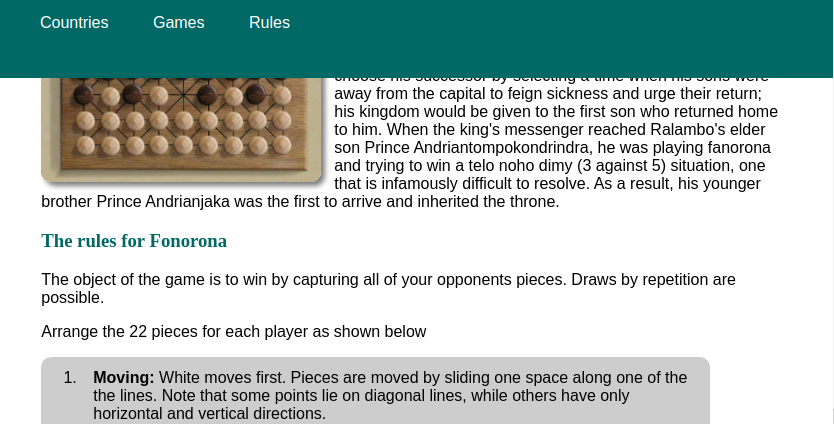 Countries Games Rules
choose his successor by selecting a time when his sons were
away from the capital to feign sickness and urge their return;
his kingdom would be given to the first son who returned home
to him. When the king's messenger reached Ralambo's elder
son Prince Andriantompokondrindra, he was playing fanorona
and trying to win a telo noho dimy (3 against 5) situation, one
that is infamously difficult to resolve. As a result, his younger
brother Prince Andrianjaka was the first to arrive and inherited the throne.
The rules for Fonorona
The object of the game is to win by capturing all of your opponents pieces. Draws by repetition are
possible.
Arrange the 22 pieces for each player as shown below
1. Moving: White moves first. Pieces are moved by sliding one space along one of the
the lines. Note that some points lie on diagonal lines, while others have only
horizontal and vertical directions.